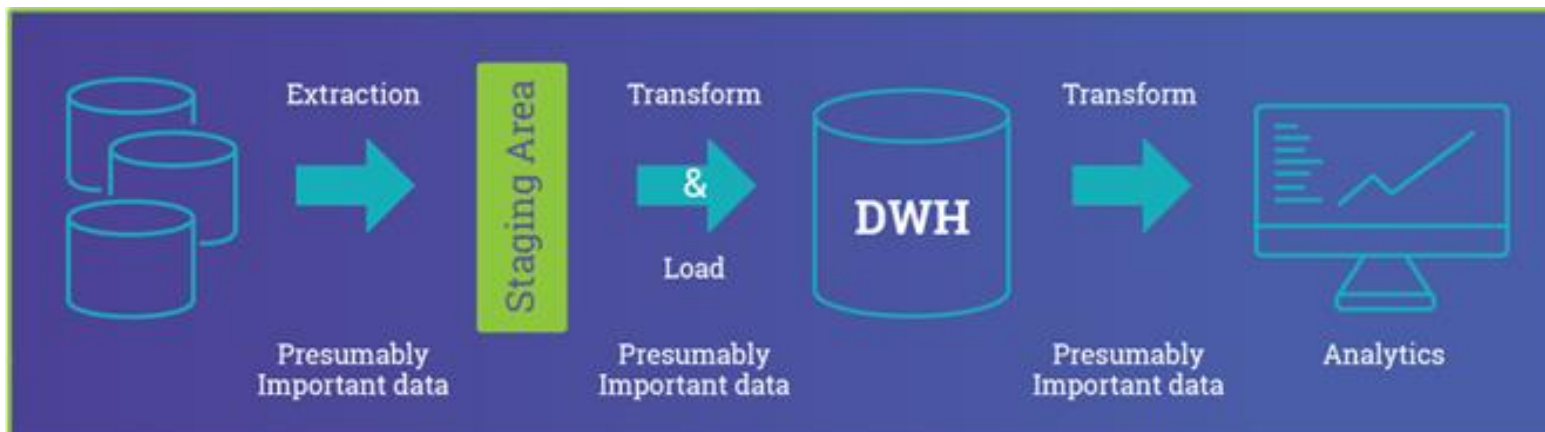 Extraction
Presumably
Important data
Staging Area
Transform
&
Load
Presumably
Important data
DWH
Transform
Presumably
Important data
Analytics